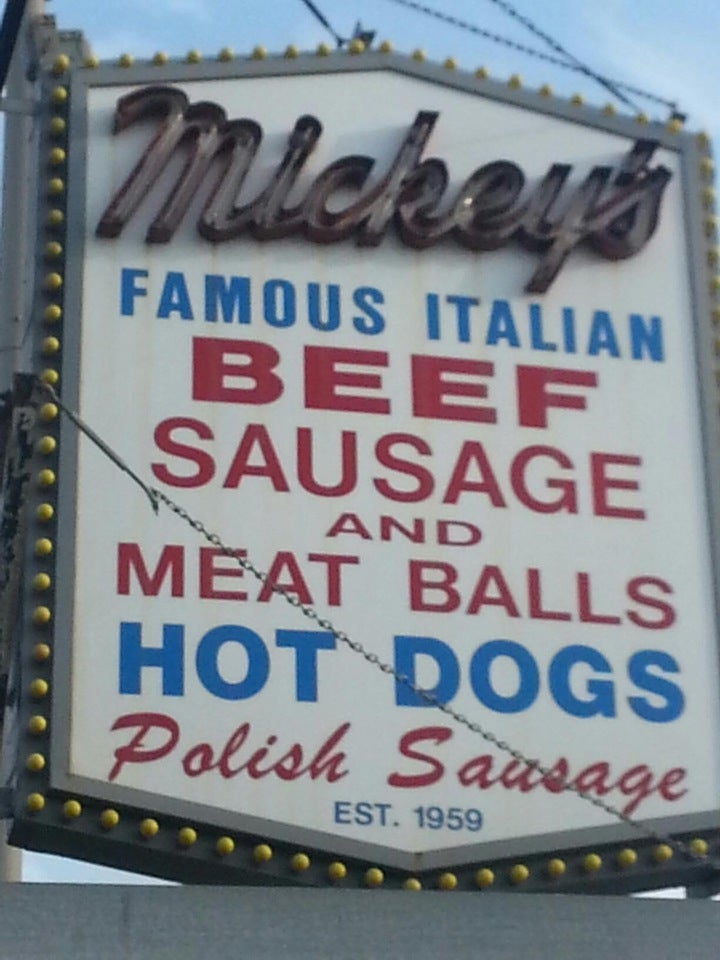 Mickey's
FAMOUS ITALIAN
BEEF
SAUSAGE
AND
MEAT BALLS
HOT DOGS
Polish Sausage
EST. 1959